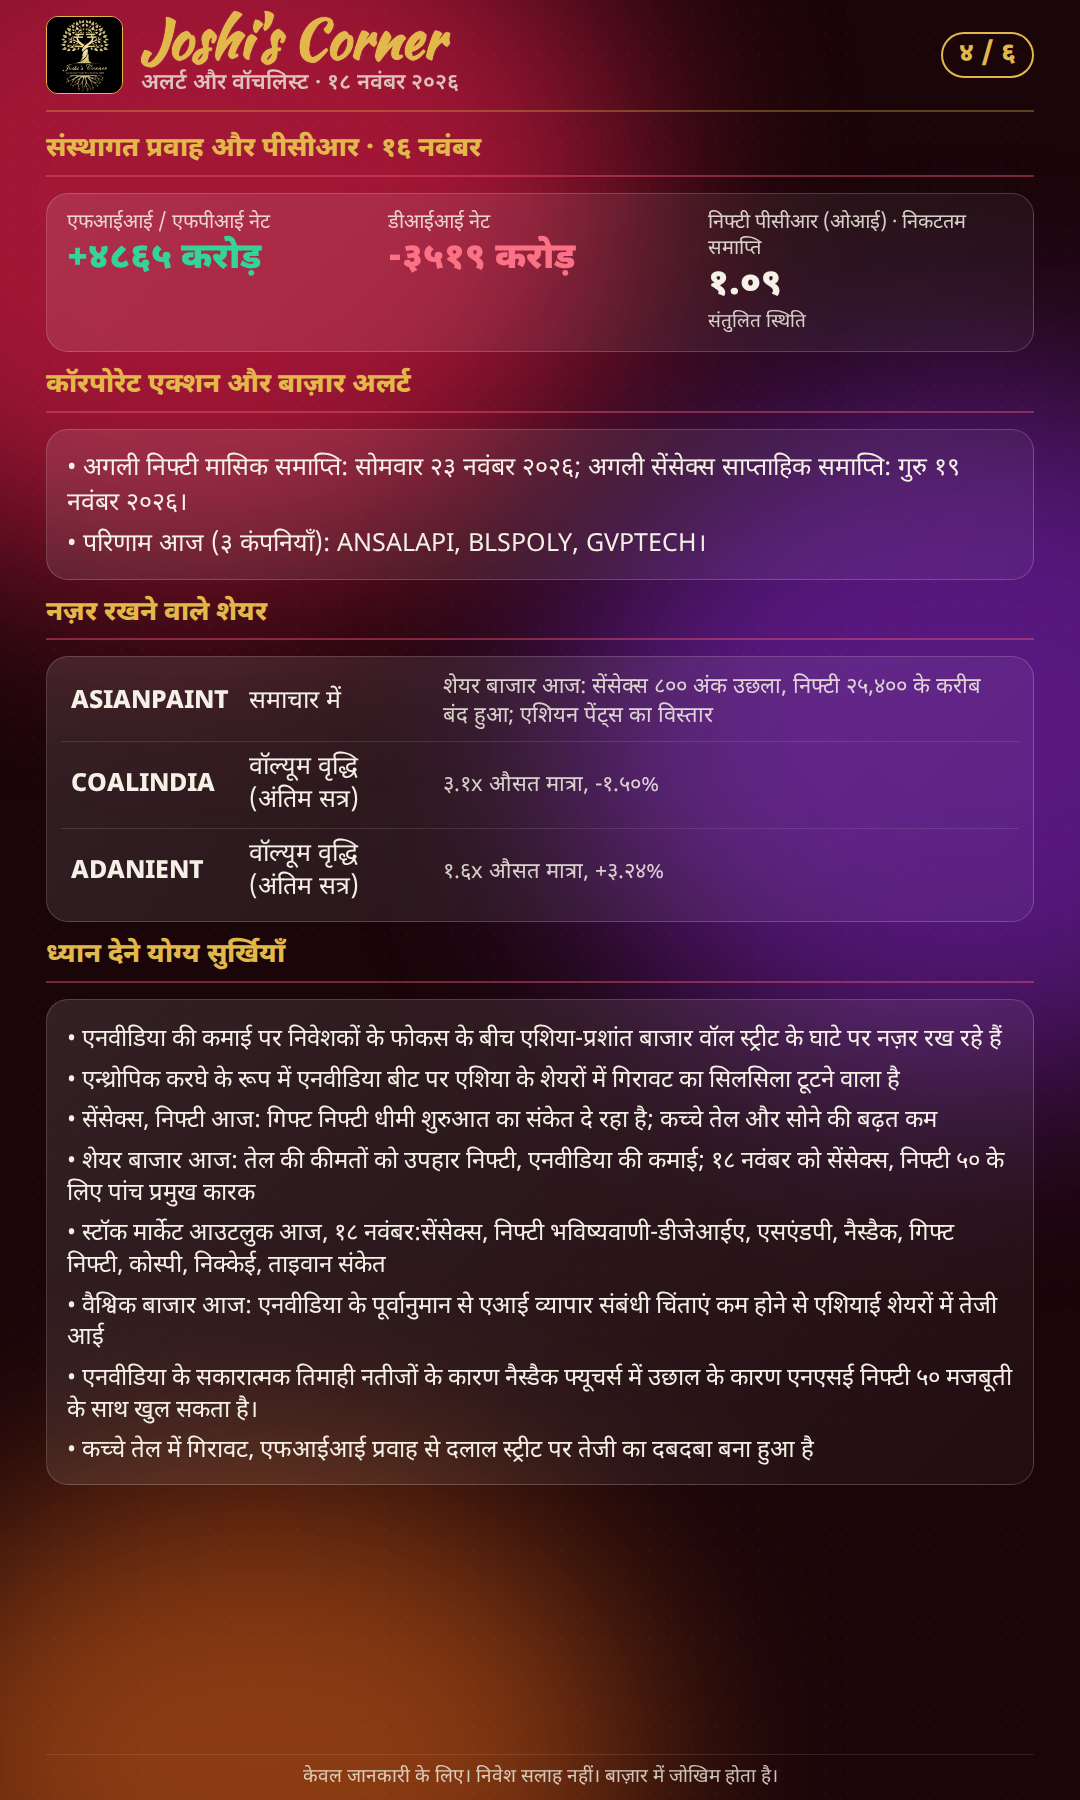 Joshi's Corner
अलर्ट और वॉचलिस्ट · १८ नवंबर २०२६
४ / ६
संस्थागत प्रवाह और पीसीआर · १६ नवंबर
एफआईआई / एफपीआई नेट
+४८६५ करोड़
डीआईआई नेट
-३५१९ करोड़
निफ्टी पीसीआर (ओआई) · निकटतम
समाप्ति
१.०९
संतुलित स्थिति
कॉरपोरेट एक्शन और बाज़ार अलर्ट
• अगली निफ्टी मासिक समाप्ति: सोमवार २३ नवंबर २०२६; अगली सेंसेक्स साप्ताहिक समाप्ति: गुरु १९
नवंबर २०२६।
• परिणाम आज (३ कंपनियाँ): ANSALAPI, BLSPOLY, GVPTECH।
नज़र रखने वाले शेयर
ASIANPAINT समाचार में
शेयर बाजार आज: सेंसेक्स ८०० अंक उछला, निफ्टी २५,४०० के करीब
बंद हुआ; एशियन पेंट्स का विस्तार
COALINDIA
वॉल्यूम वृद्धि
(अंतिम सत्र)
३.१x औसत मात्रा, -१.५०%
ADANIENT
वॉल्यूम वृद्धि
(अंतिम सत्र)
१.६x औसत मात्रा, +३.२४%
ध्यान देने योग्य सुर्खियाँ
• एनवीडिया की कमाई पर निवेशकों के फोकस के बीच एशिया-प्रशांत बाजार वॉल स्ट्रीट के घाटे पर नज़र रख रहे हैं
• एन्थ्रोपिक करघे के रूप में एनवीडिया बीट पर एशिया के शेयरों में गिरावट का सिलसिला टूटने वाला है
• सेंसेक्स, निफ्टी आज: गिफ्ट निफ्टी धीमी शुरुआत का संकेत दे रहा है; कच्चे तेल और सोने की बढ़त कम
• शेयर बाजार आज: तेल की कीमतों को उपहार निफ्टी, एनवीडिया की कमाई; १८ नवंबर को सेंसेक्स, निफ्टी ५० के
लिए पांच प्रमुख कारक
• स्टॉक मार्केट आउटलुक आज, १८ नवंबर:सेंसेक्स, निफ्टी भविष्यवाणी-डीजेआईए, एसएंडपी, नैस्डैक, गिफ्ट
निफ्टी, कोस्पी, निक्केई, ताइवान संकेत
• वैश्विक बाजार आज: एनवीडिया के पूर्वानुमान से एआई व्यापार संबंधी चिंताएं कम होने से एशियाई शेयरों में तेजी
आई
• एनवीडिया के सकारात्मक तिमाही नतीजों के कारण नैस्डैक फ्यूचर्स में उछाल के कारण एनएसई निफ्टी ५० मजबूती
के साथ खुल सकता है।
• कच्चे तेल में गिरावट, एफआईआई प्रवाह से दलाल स्ट्रीट पर तेजी का दबदबा बना हुआ है
केवल जानकारी के लिए। निवेश सलाह नहीं। बाज़ार में जोखिम होता है।